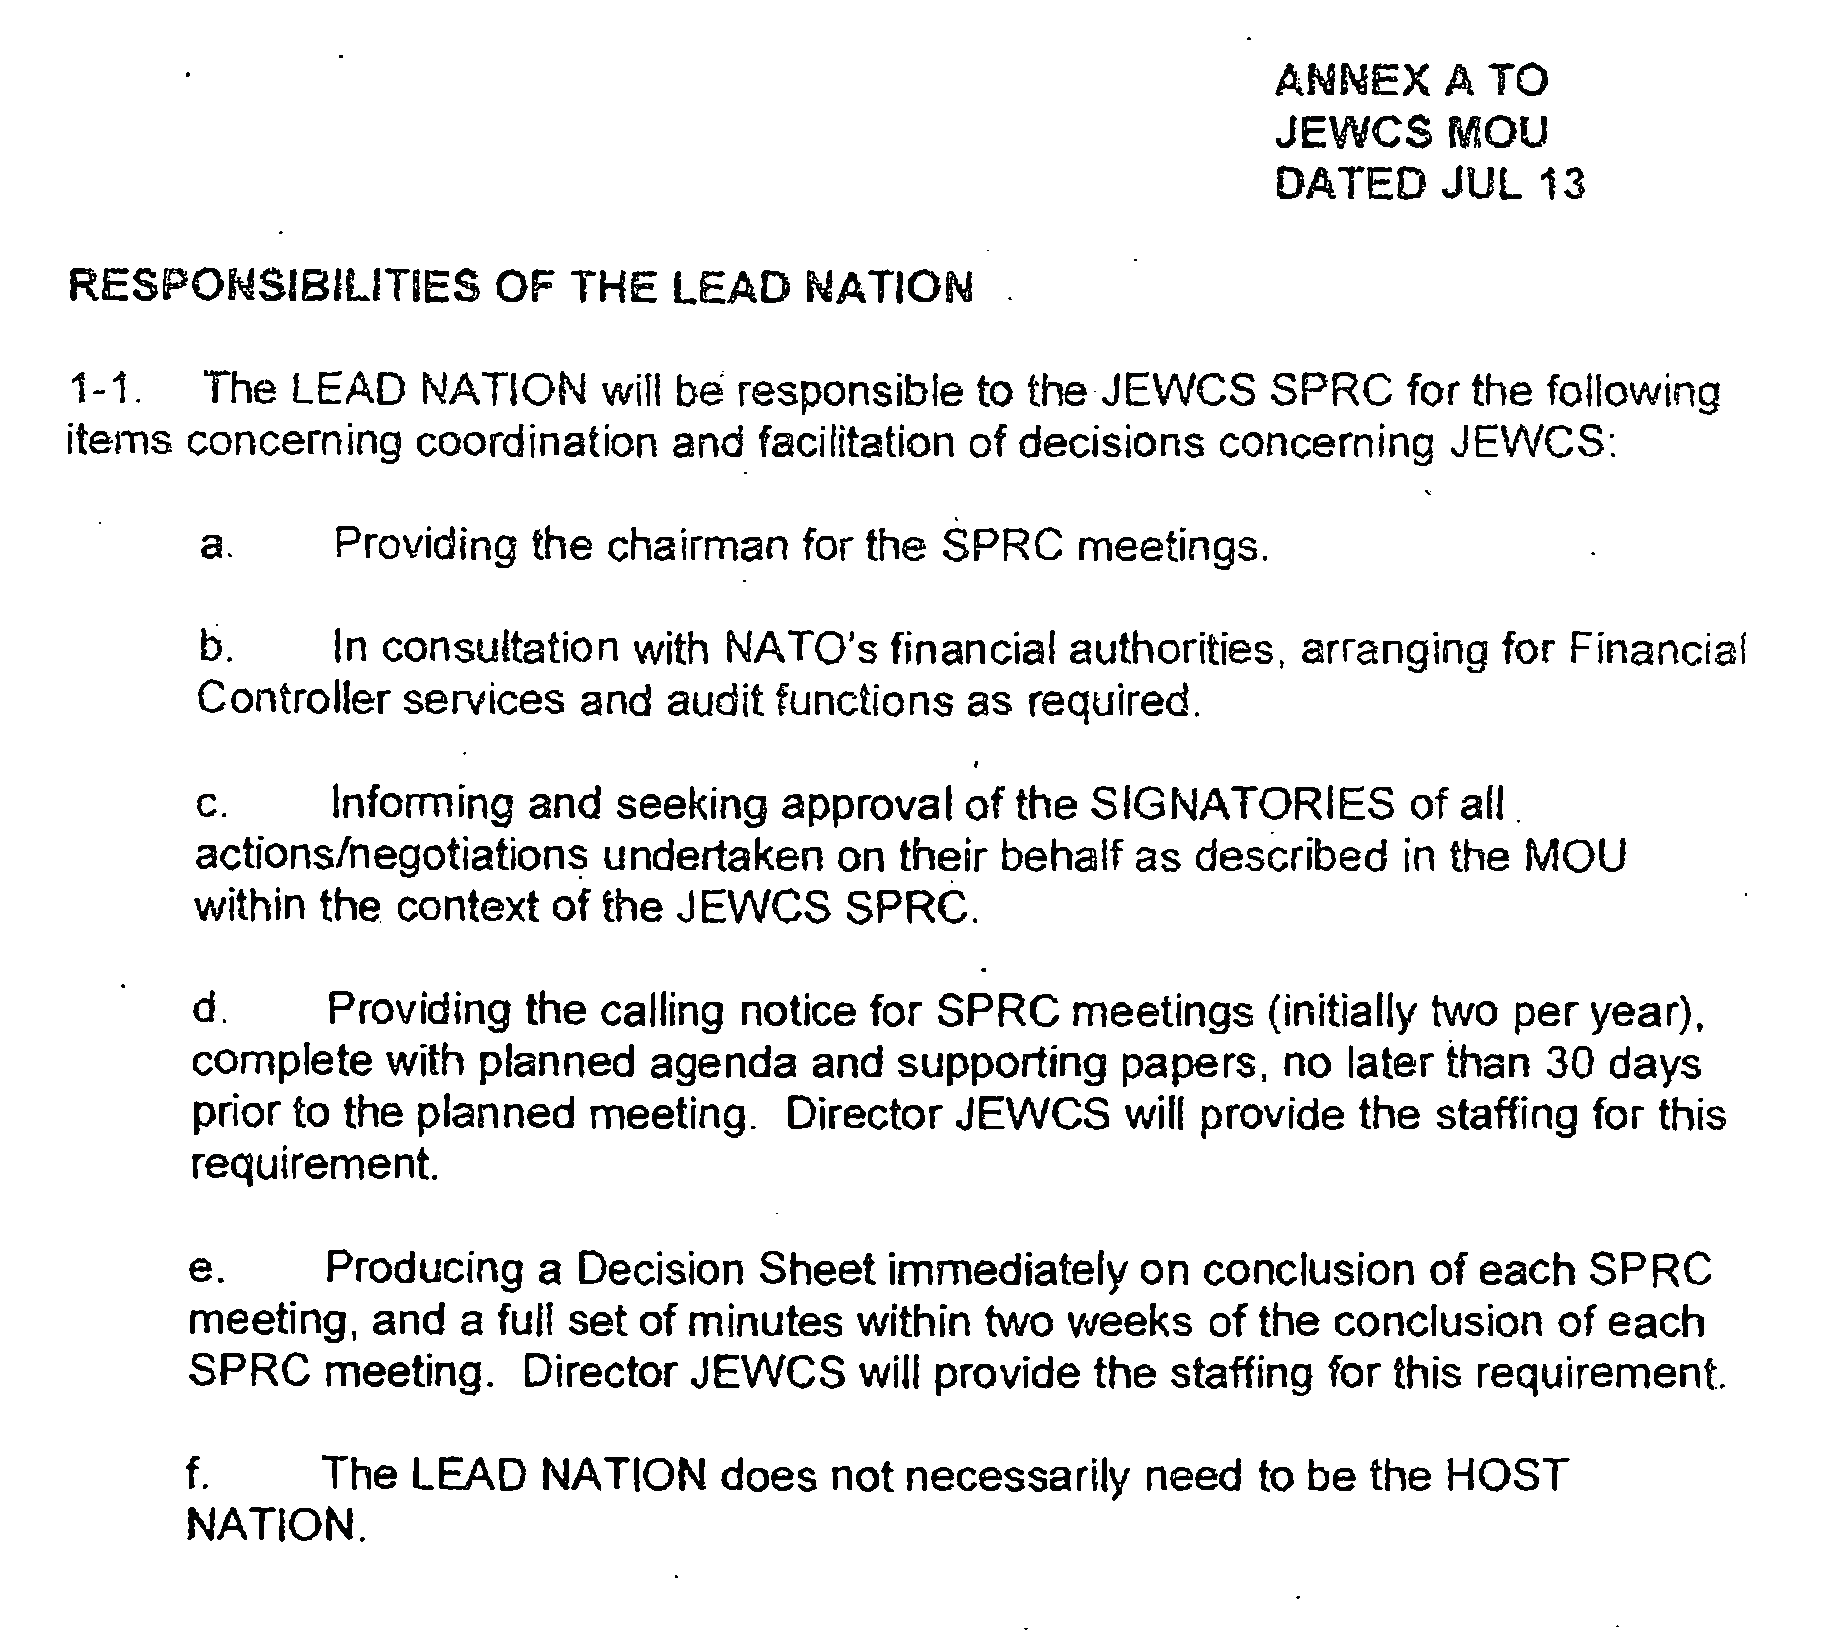 ANNEX A TO
JEWCS MOU
DATED JUL 13
RESPONSIBILITIES OF THE LEAD NATION
1-1. The LEAD NATION will be responsible to the JEWCS SPRC for the following
items concerning coordination and facilitation of decisions concerning JEWCS:
a. Providing the chairman for the SPRC meetings.
b. In consultation with NATO's financial authorities, arranging for Financial
Controller services and audit functions as required.
c. Informing and seeking approval of the SIGNATORIES of all
actions/negotiations undertaken on their behalf as described in the MOU
within the context of the JEWCS SPRC.
d. Providing the calling notice for SPRC meetings (initially two per year),
complete with planned agenda and supporting papers, no later than 30 days
prior to the planned meeting. Director JEWCS will provide the staffing for this
requirement.
e. Producing a Decision Sheet immediately on conclusion of each SPRC
meeting, and a full set of minutes within two weeks of the conclusion of each
SPRC meeting. Director JEWCS will provide the staffing for this requirement.
f. The LEAD NATION does not necessarily need to be the HOST
NATION.